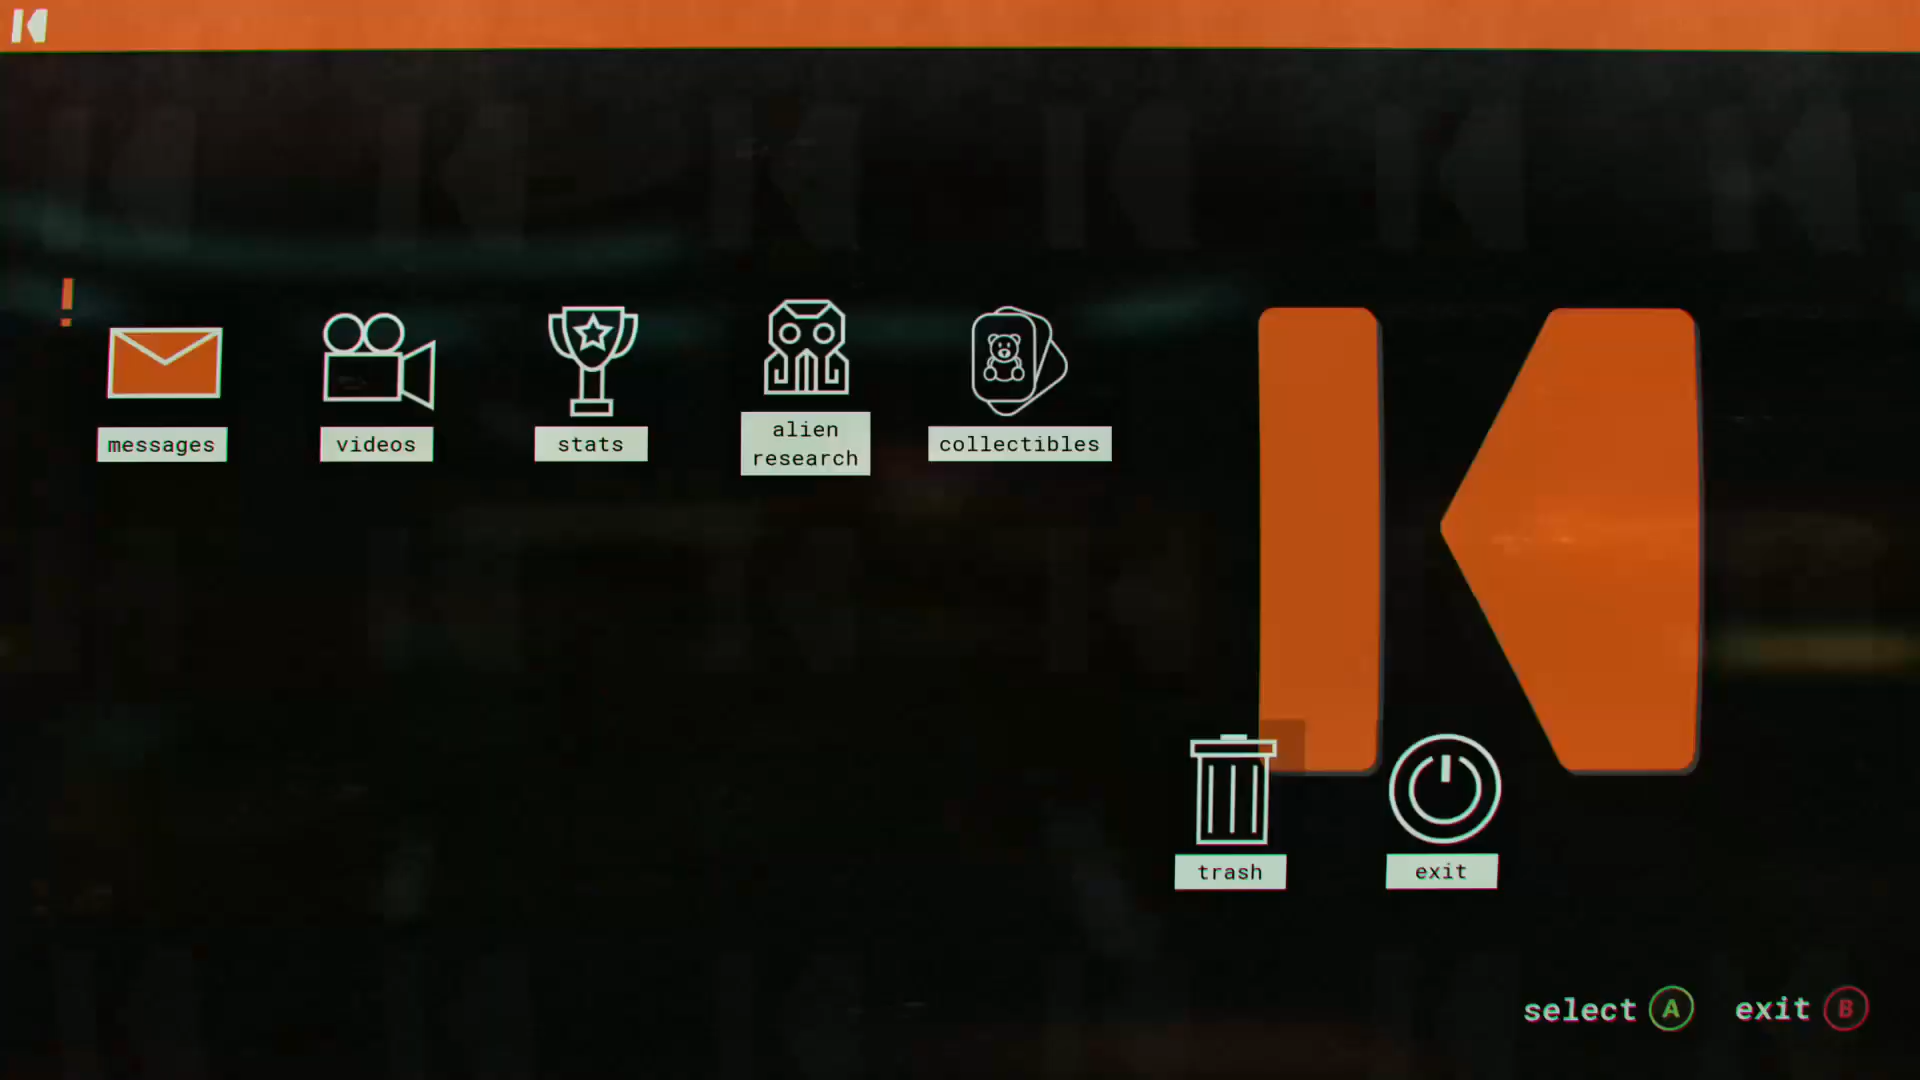 !
messages
videos
stats
alien
research
collectibles
trash
exit
select A
exit B